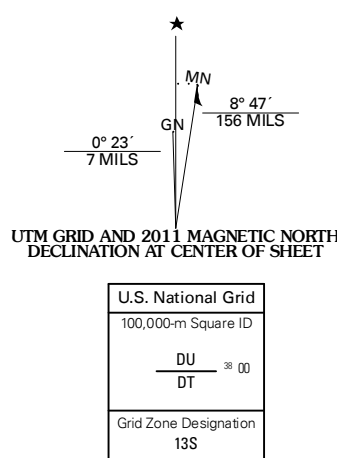 ★
MN
8° 47´
156 MILS
GN
0° 23´
7 MILS
UTM GRID AND 2011 MAGNETIC NORTH
DECLINATION AT CENTER OF SHEET
U.S. National Grid
100,000-m Square ID
DU
DT
38 00
Grid Zone Designation
13S